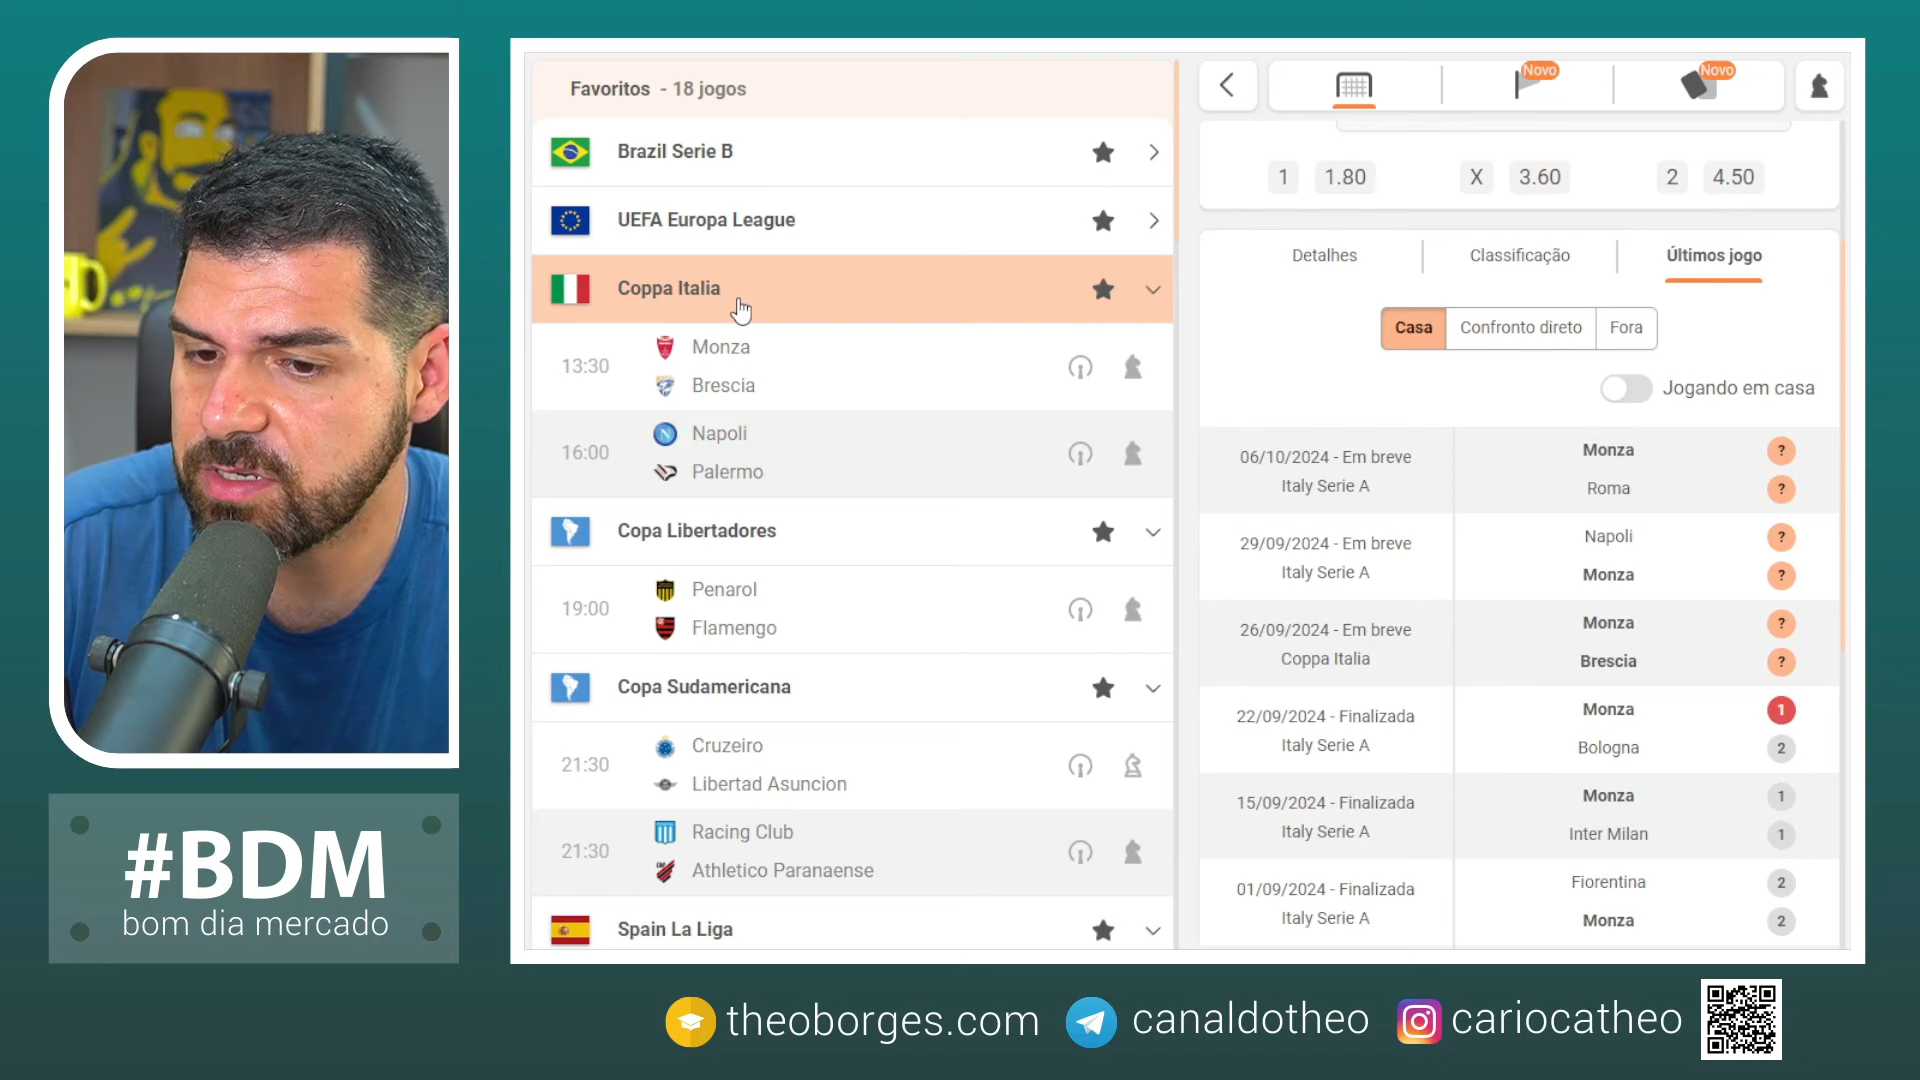 Favoritos - 18 jogos
Brazil Serie B
UEFA Europa League
Coppa Italia
13:30
Monza
Brescia
16:00
Napoli
Palermo
Copa Libertadores
19:00
Penarol
Flamengo
Copa Sudamericana
21:30
Cruzeiro
Libertad Asuncion
21:30
Racing Club
Athletico Paranaense
Spain La Liga
Novo
Novo
1 1.80 X 3.60 2 4.50
Detalhes Classificação Últimos jogo
Casa Confronto direto Fora
Jogando em casa
06/10/2024 - Em breve
Italy Serie A
Monza ?
Roma ?
29/09/2024 - Em breve
Italy Serie A
Napoli ?
Monza ?
26/09/2024 - Em breve
Coppa Italia
Monza ?
Brescia ?
22/09/2024 - Finalizada
Italy Serie A
Monza 1
Bologna 2
15/09/2024 - Finalizada
Italy Serie A
Monza 1
Inter Milan 1
01/09/2024 - Finalizada
Italy Serie A
Fiorentina 2
Monza 2
#BDM
bom dia mercado
theoborges.com canaldotheo cariocatheo